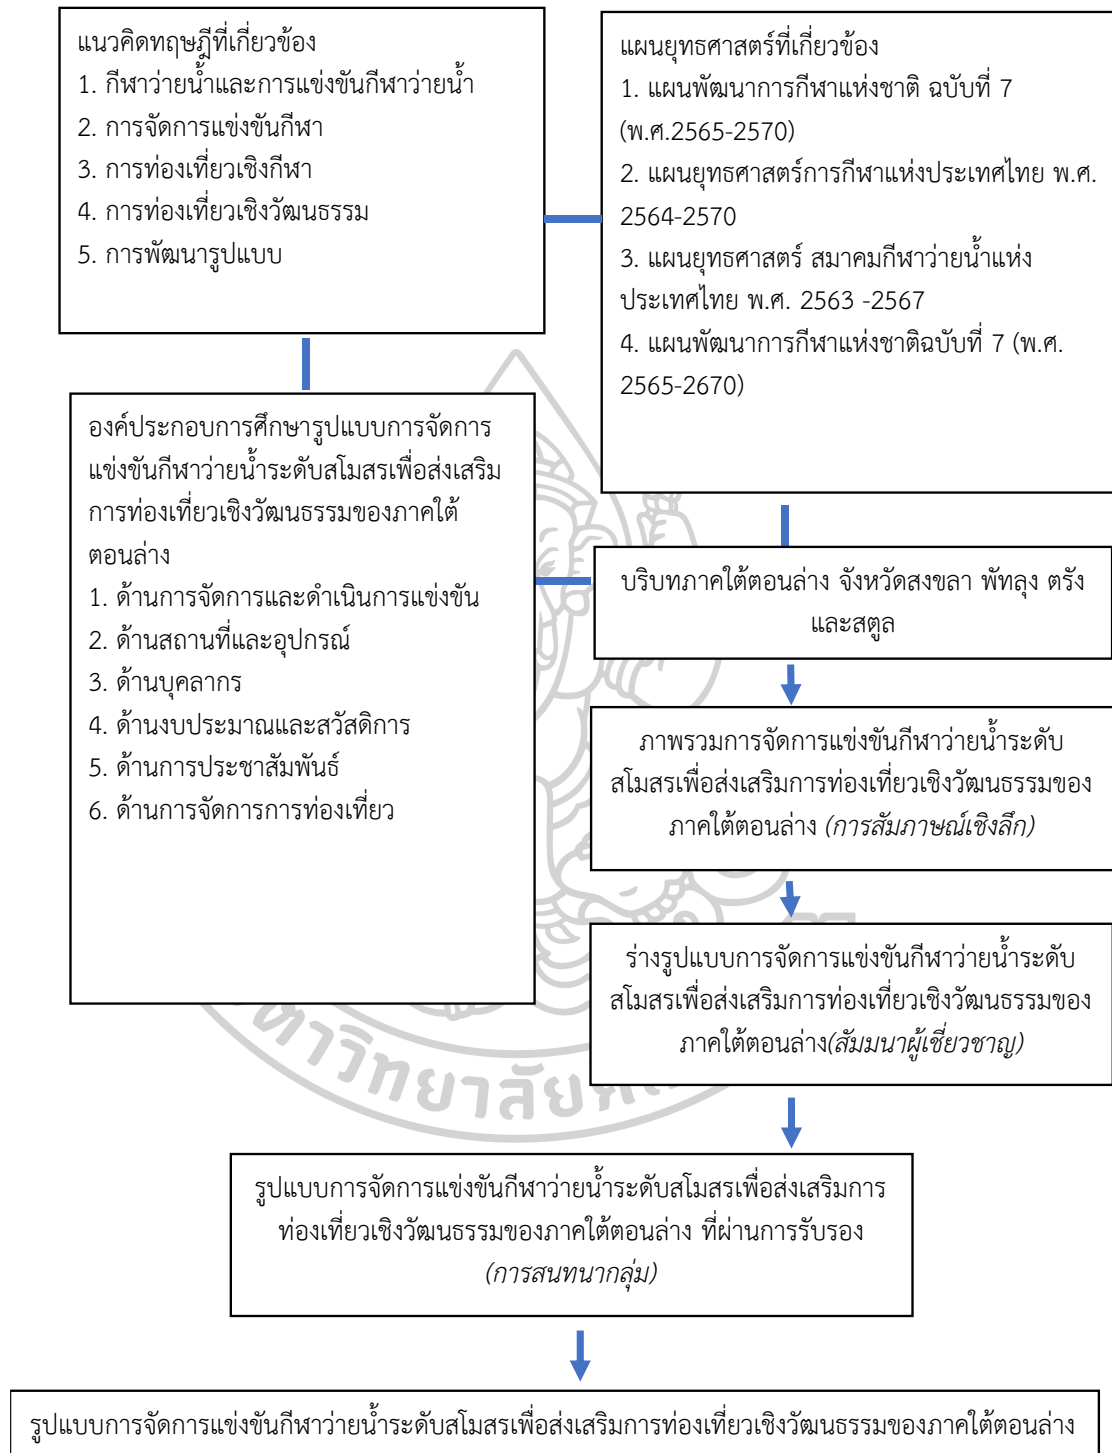 แนวคิดทฤษฎีที่เกี่ยวข้อง
1. กีฬาว่ายน้ำและการแข่งขันกีฬาว่ายน้ำ
2. การจัดการแข่งขันกีฬา
3. การท่องเที่ยวเชิงกีฬา
4. การท่องเที่ยวเชิงวัฒนธรรม
5. การพัฒนารูปแบบ
แผนยุทธศาสตร์ที่เกี่ยวข้อง
1. แผนพัฒนาการกีฬาแห่งชาติ ฉบับที่ 7
(พ.ศ.2565-2570)
2. แผนยุทธศาสตร์การกีฬาแห่งประเทศไทย พ.ศ.
2564-2570
3. แผนยุทธศาสตร์ สมาคมกีฬาว่ายน้ำแห่ง
ประเทศไทย พ.ศ. 2563 -2567
4. แผนพัฒนาการกีฬาแห่งชาติฉบับที่ 7 (พ.ศ.
2565-2670)
องค์ประกอบการศึกษารูปแบบการจัดการ
แข่งขันกีฬาว่ายน้ำระดับสโมสรเพื่อส่งเสริม
การท่องเที่ยวเชิงวัฒนธรรมของภาคใต้
ตอนล่าง
1. ด้านการจัดการและดำเนินการแข่งขัน
2. ด้านสถานที่และอุปกรณ์
3. ด้านบุคลากร
4. ด้านงบประมาณและสวัสดิการ
5. ด้านการประชาสัมพันธ์
6. ด้านการจัดการการท่องเที่ยว
บริบทภาคใต้ตอนล่าง จังหวัดสงขลา พัทลุง ตรัง
และสตูล
ภาพรวมการจัดการแข่งขันกีฬาว่ายน้ำระดับ
สโมสรเพื่อส่งเสริมการท่องเที่ยวเชิงวัฒนธรรมของ
ภาคใต้ตอนล่าง (การสัมภาษณ์เชิงลึก)
ร่างรูปแบบการจัดการแข่งขันกีฬาว่ายน้ำระดับ
สโมสรเพื่อส่งเสริมการท่องเที่ยวเชิงวัฒนธรรมของ
ภาคใต้ตอนล่าง(สัมมนาผู้เชี่ยวชาญ)
รูปแบบการจัดการแข่งขันกีฬาว่ายน้ำระดับสโมสรเพื่อส่งเสริมการ
ท่องเที่ยวเชิงวัฒนธรรมของภาคใต้ตอนล่าง ที่ผ่านการรับรอง
(การสนทนากลุ่ม)
รูปแบบการจัดการแข่งขันกีฬาว่ายน้ำระดับสโมสรเพื่อส่งเสริมการท่องเที่ยวเชิงวัฒนธรรมของภาคใต้ตอนล่าง